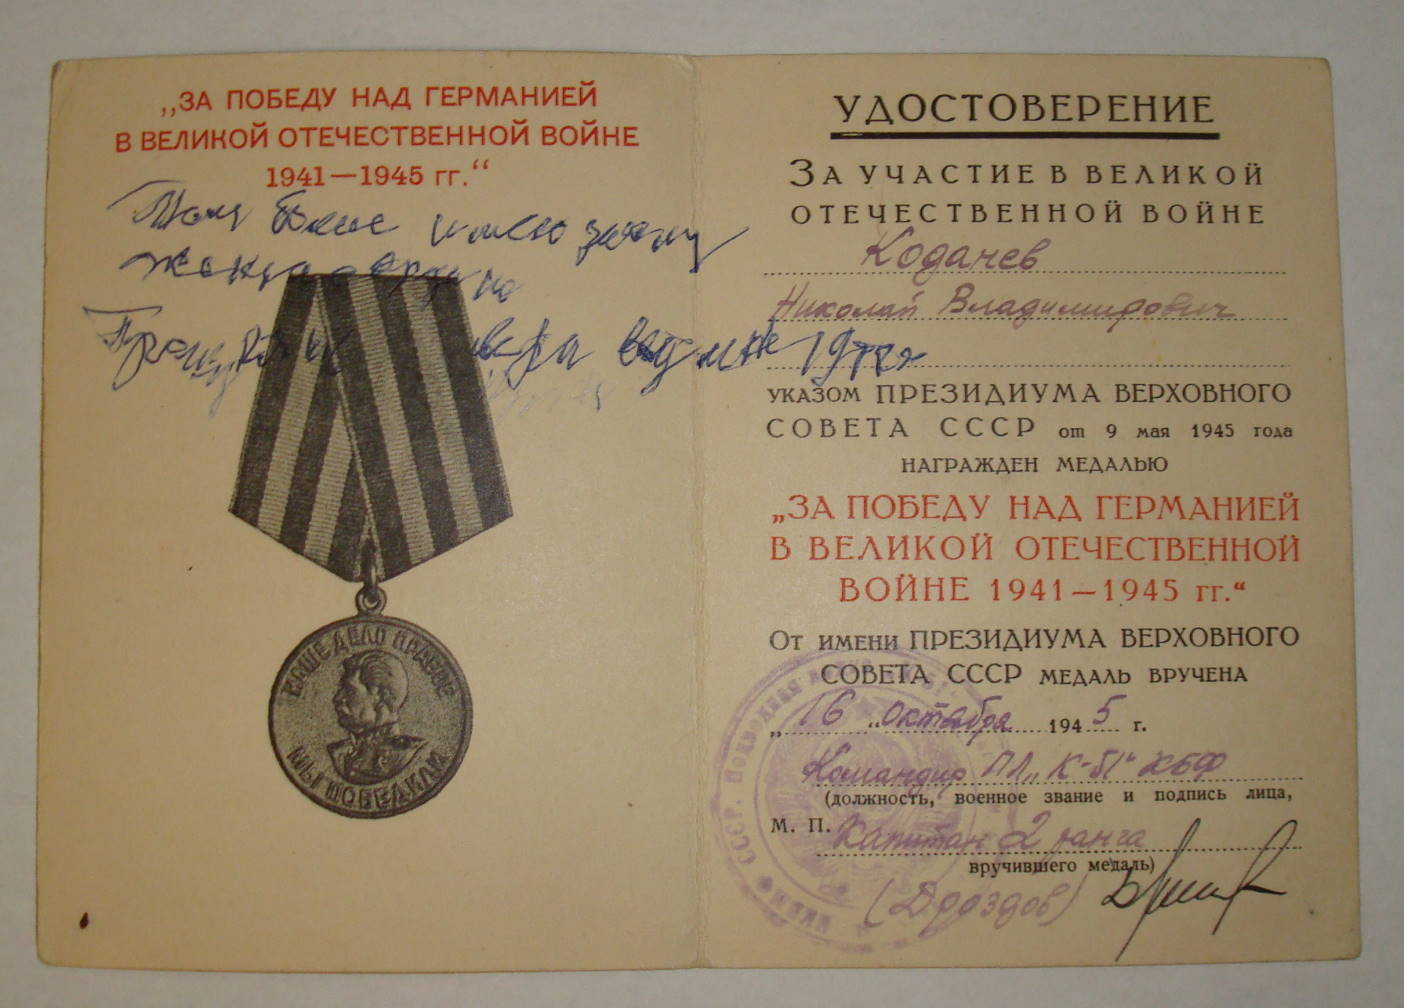 „ЗА ПОБЕДУ НАД ГЕРМАНИЕЙ
В ВЕЛИКОЙ ОТЕЧЕСТВЕННОЙ ВОЙНЕ
1941—1945 гг.“
НАШЕ ДЕЛО ПРАВОЕ
МЫ ПОБЕДИЛИ
УДОСТОВЕРЕНИЕ
ЗА УЧАСТИЕ В ВЕЛИКОЙ
ОТЕЧЕСТВЕННОЙ ВОЙНЕ
Кодачев
Николай Владимирович
УКАЗОМ ПРЕЗИДИУМА ВЕРХОВНОГО
СОВЕТА СССР от 9 мая 1945 года
НАГРАЖДЕН МЕДАЛЬЮ
„ЗА ПОБЕДУ НАД ГЕРМАНИЕЙ
В ВЕЛИКОЙ ОТЕЧЕСТВЕННОЙ
ВОЙНЕ 1941—1945 гг.“
ОТ ИМЕНИ ПРЕЗИДИУМА ВЕРХОВНОГО
СОВЕТА СССР МЕДАЛЬ ВРУЧЕНА
„16“ октября 1945 г.
Командир ПЛ „К-51“ КБФ
(должность, военное звание и подпись лица,
М. П. Капитан 2 ранга
вручившего медаль)
(Дроздов)
НКВМФ СССР. Подводная